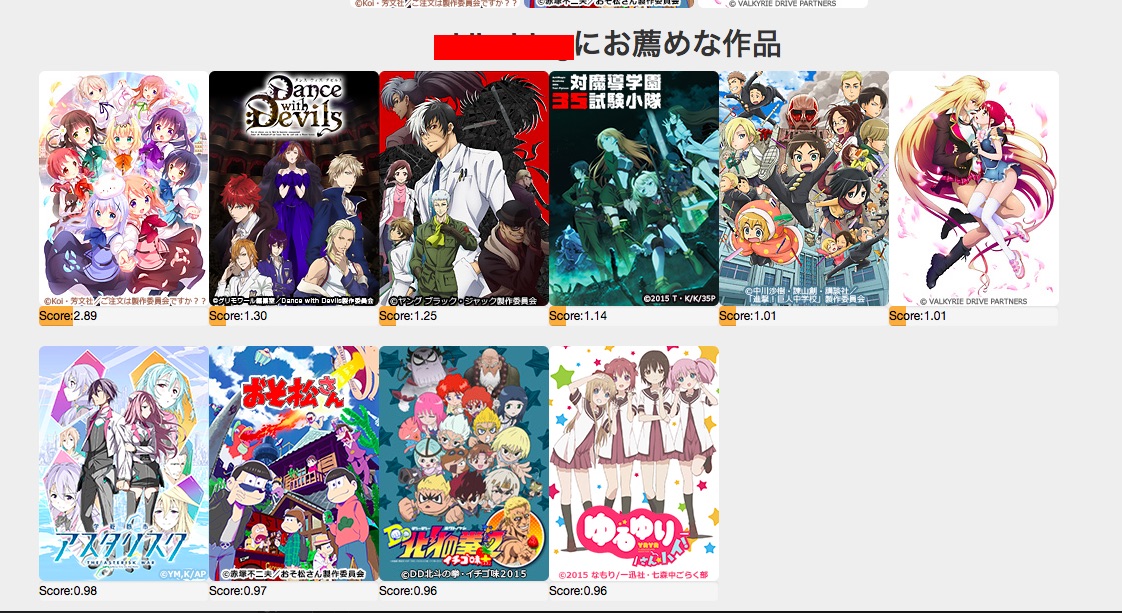 ©Koi・芳文社／ご注文は製作委員会ですか？？
©赤塚不二夫／おそ松さん製作委員会
© VALKYRIE DRIVE PARTNERS
にお薦めな作品
Dance
with
Devils
©グリモワール編纂室／Dance with Devils製作委員会
©ヤング ブラック・ジャック製作委員会
対魔導学園
35試験小隊
©2015 T・K/K/35P
©中川沙樹・諫山創・講談社／
「進撃！巨人中学校」製作委員会
© VALKYRIE DRIVE PARTNERS
©Koi・芳文社／ご注文は製作委員会ですか？？
Score:2.89
Score:1.30
Score:1.25
Score:1.14
Score:1.01
Score:1.01
学戦都市
アスタリスク
THE ASTERISK WAR
©YM,K/AP
おそ松さん
©赤塚不二夫／おそ松さん製作委員会
DD北斗の拳2
イチゴ味+
©DD北斗の拳・イチゴ味2015
ゆるゆり
YRYR
さん☆ハイ！
©2015 なもり/一迅社・七森中ごらく部
Score:0.98
Score:0.97
Score:0.96
Score:0.96